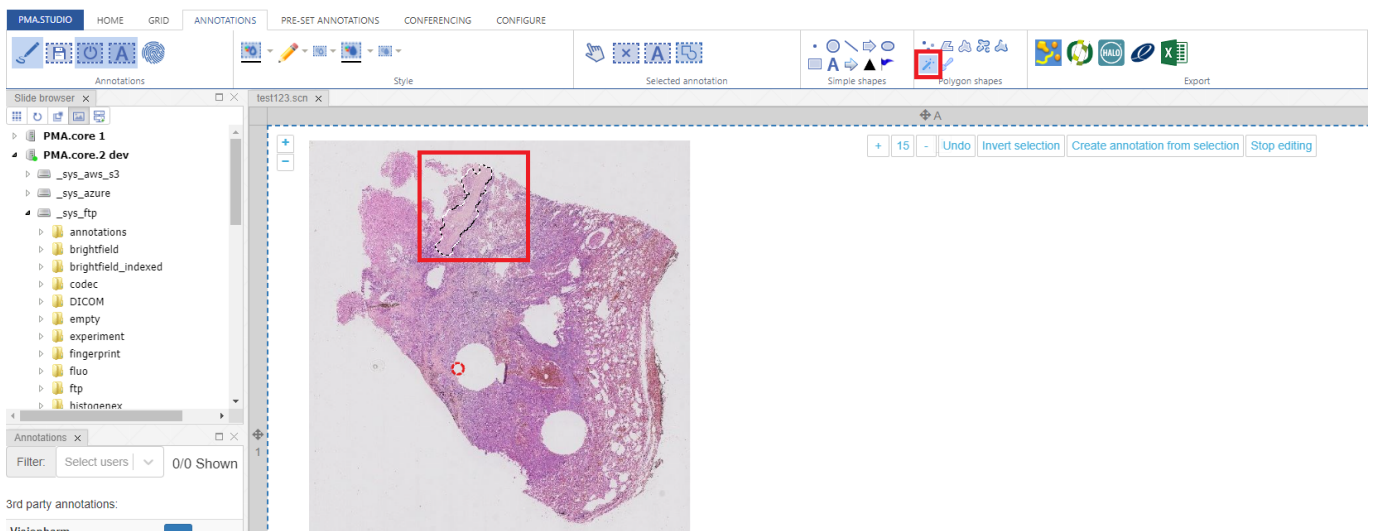 PMA.STUDIO HOME GRID ANNOTATIONS PRE-SET ANNOTATIONS CONFERENCING CONFIGURE
A A A HALO
Annotations Style Selected annotation Simple shapes Polygon shapes Export
Slide browser x test123.scn x
A
PMA.core 1
+ 15 - Undo Invert selection Create annotation from selection Stop editing
PMA.core.2 dev
_sys_aws_s3
_sys_azure
_sys_ftp
annotations
brightfield
brightfield_indexed
codec
DICOM
empty
experiment
fingerprint
fluo
ftp
histogenex
Annotations x
1
Filter: Select users 0/0 Shown
3rd party annotations:
Visiopharm